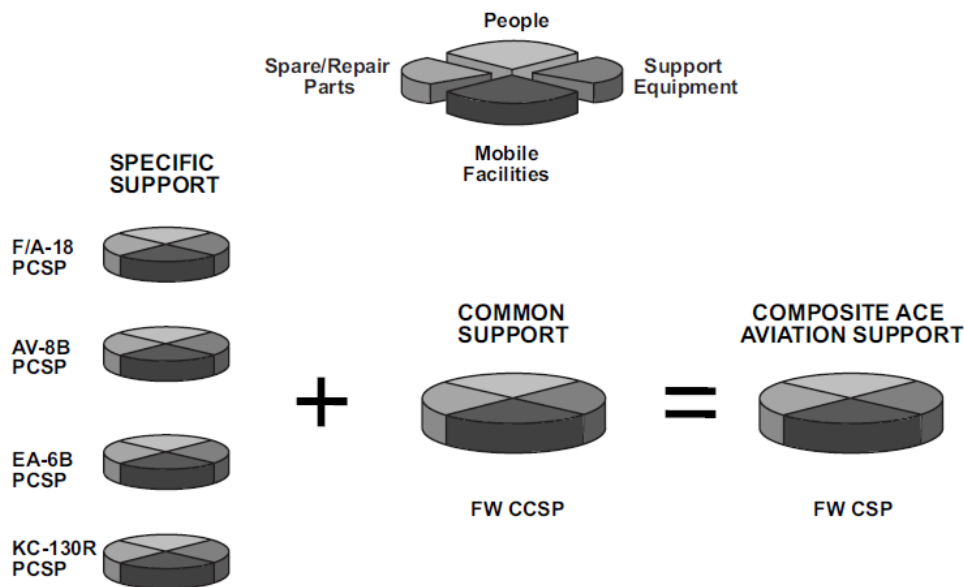 People
Spare/Repair
Parts
Support
Equipment
Mobile
Facilities
SPECIFIC
SUPPORT
F/A-18
PCSP
AV-8B
PCSP
EA-6B
PCSP
KC-130R
PCSP
+
COMMON
SUPPORT
FW CCSP
=
COMPOSITE ACE
AVIATION SUPPORT
FW CSP